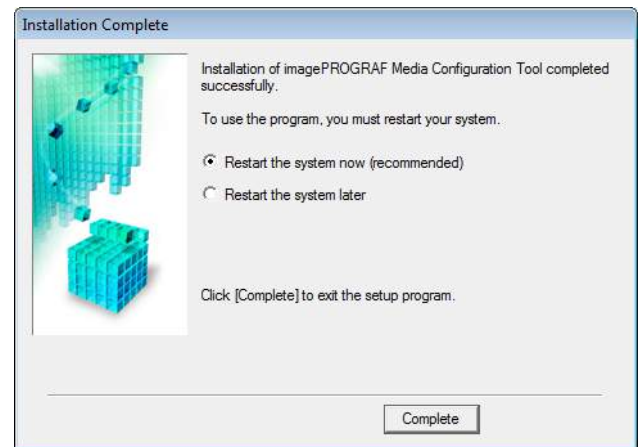 Installation Complete
Installation of imagePROGRAF Media Configuration Tool completed
successfully.
To use the program, you must restart your system.
Restart the system now (recommended)
Restart the system later
Click [Complete] to exit the setup program.
Complete